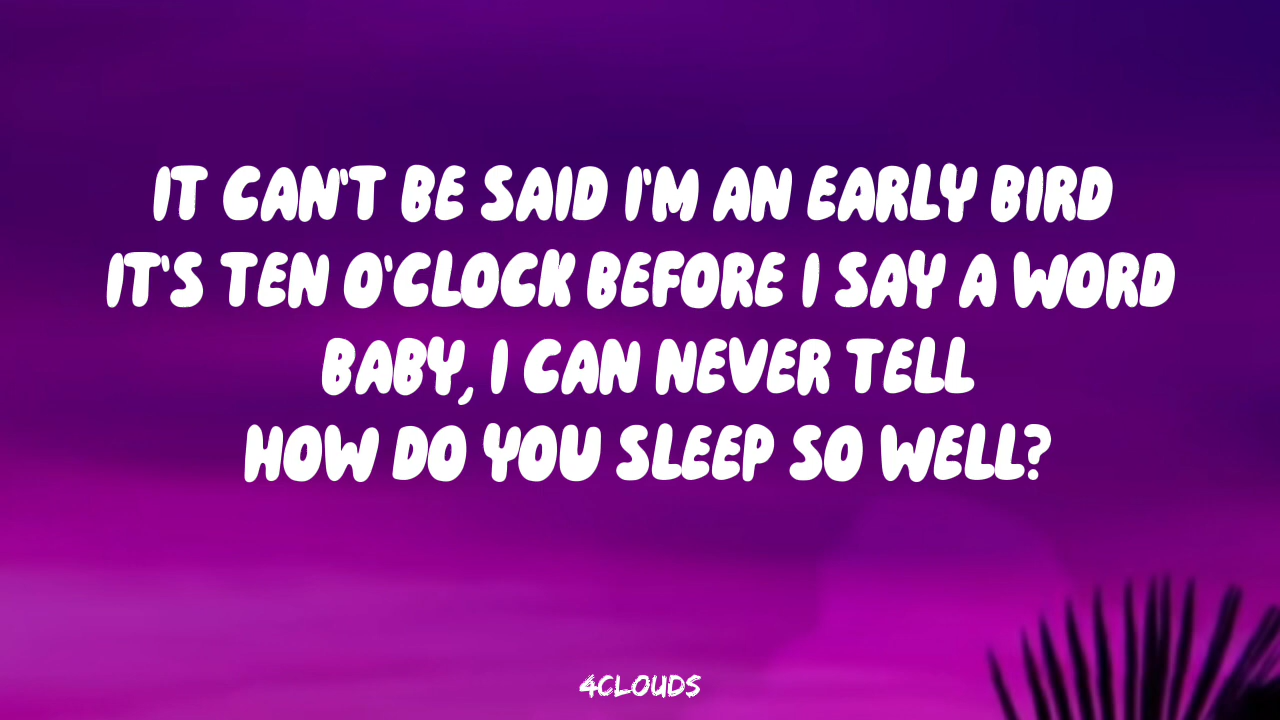 IT CAN'T BE SAID I'M AN EARLY BIRD
IT'S TEN O'CLOCK BEFORE I SAY A WORD
BABY, I CAN NEVER TELL
HOW DO YOU SLEEP SO WELL?
4CLOUDS